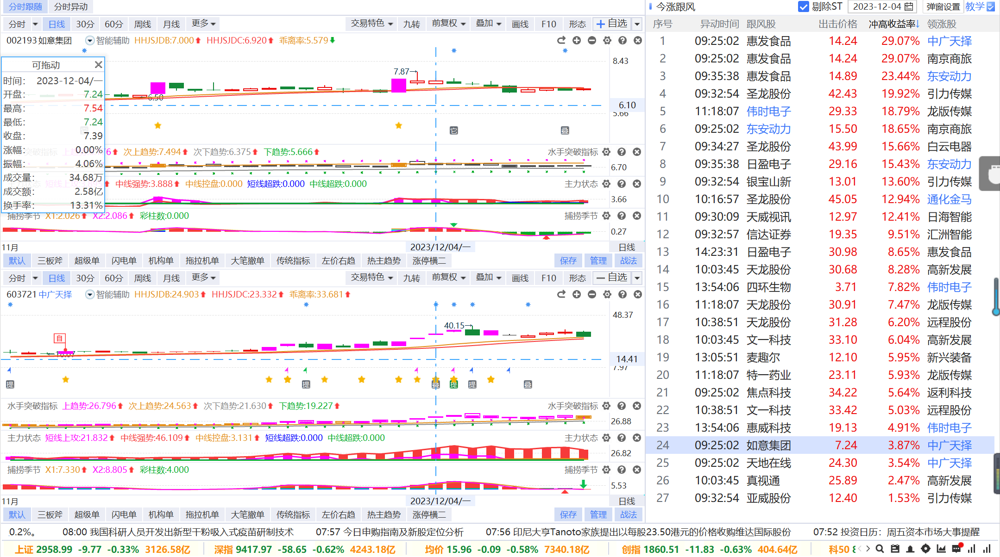 分时跟随 分时异动
分时 日线 30分 60分 周线 月线 更多 交易特色 九转 前复权 叠加 画线 F10 形态 自选
002193 如意集团 智能辅助 HHJSJDB:7.000 HHJSJDC:6.920 乖离率:5.579
8.43
7.87
6.50
6.10
5.66
它 叠
可拖动
时间: 2023-12-04/一
开盘: 7.24
最高: 7.54
最低: 7.24
收盘: 7.39
涨幅: 0.00%
振幅: 4.06%
成交量: 34.68万
成交额: 2.58亿
换手率: 13.31%
次上趋势:7.494 次下趋势:6.375 下趋势:5.666 水手突破指标
6.70
中线强势:3.888 中线控盘:0.000 短线超跌:0.000 中线超跌:0.000 主力状态
3.66
捕捞季节 X1:2.026 X2:2.086 彩柱数:0.000 捕捞季节
0.27
11月 2023/12/04/一 日线
默认 三板斧 超级单 闪电单 机构单 拖拉机单 大笔撤单 传统指标 左价右趋 热主趋势 涨停横二 保存 管理 战法
分时 日线 30分 60分 周线 月线 更多 交易特色 九转 前复权 叠加 画线 F10 形态 自选
603721 中广天择 智能辅助 HHJSJDB:24.903 HHJSJDC:23.332 乖离率:33.681
48.37
40.15
自
14.41
7.97
提 提 叠 提 提 叠
水手突破指标 上趋势:26.796 次上趋势:24.563 次下趋势:21.630 下趋势:19.227 水手突破指标
26.88
主力状态 短线上攻:21.832 中线强势:46.109 中线控盘:3.131 短线超跌:0.000 中线超跌:0.000 主力状态
26.82
捕捞季节 X1:7.330 X2:8.805 彩柱数:4.000 捕捞季节
5.53
11月 2023/12/04/一 日线
默认 三板斧 超级单 闪电单 机构单 拖拉机单 大笔撤单 传统指标 左价右趋 热主趋势 涨停横二 保存 管理 战法
今涨跟风 剔除ST 2023-12-04 弹窗设置 教学
序号 异动时间 跟风股 出击价格 冲高收益率↓ 领涨股
1 09:25:02 惠发食品 14.24 29.07% 中广天择
2 09:25:02 惠发食品 14.24 29.07% 南京商旅
3 09:35:38 惠发食品 14.89 23.44% 东安动力
4 09:32:54 圣龙股份 42.43 19.92% 引力传媒
5 11:18:07 伟时电子 29.33 18.79% 龙版传媒
6 09:25:02 东安动力 15.50 18.65% 南京商旅
7 09:34:27 圣龙股份 43.99 15.66% 白云电器
8 09:35:38 日盈电子 29.16 15.43% 东安动力
9 09:32:54 银宝山新 13.01 13.60% 引力传媒
10 10:16:57 圣龙股份 45.05 12.94% 通化金马
11 09:30:09 天威视讯 12.97 12.41% 日海智能
12 09:32:57 信达证券 19.35 9.51% 汇洲智能
13 14:23:31 日盈电子 30.98 8.65% 惠发食品
14 10:03:45 天龙股份 30.68 8.28% 高新发展
15 13:54:06 四环生物 3.71 7.82% 伟时电子
16 11:18:07 天龙股份 30.91 7.47% 龙版传媒
17 10:38:51 天龙股份 31.28 6.20% 远程股份
18 10:03:45 文一科技 33.10 6.04% 高新发展
19 13:05:51 麦趣尔 12.10 5.95% 新兴装备
20 11:18:07 特一药业 23.11 5.93% 龙版传媒
21 09:25:02 焦点科技 34.22 5.64% 返利科技
22 10:38:51 文一科技 33.42 5.03% 远程股份
23 13:54:06 惠威科技 19.13 4.91% 伟时电子
24 09:25:02 如意集团 7.24 3.87% 中广天择
25 09:25:02 天地在线 24.30 3.54% 中广天择
26 10:03:45 真视通 25.89 2.47% 高新发展
27 09:32:54 亚威股份 12.40 1.53% 引力传媒
0.2%。 08:00 我国科研人员开发出新型干粉吸入式疫苗研制技术 07:57 今日申购指南及新股定位分析 07:56 印尼大亨Tanoto家族提出以每股23.50港元的价格收购维达国际股份 07:52 投资日历：周五资本市场大事提醒
上证 2958.99 -9.77 -0.33% 3126.58亿 深指 9417.97 -58.65 -0.62% 4243.18亿 均价 15.96 -0.09 -0.58% 7340.18亿 创指 1860.51 -11.83 -0.63% 404.64亿 科50